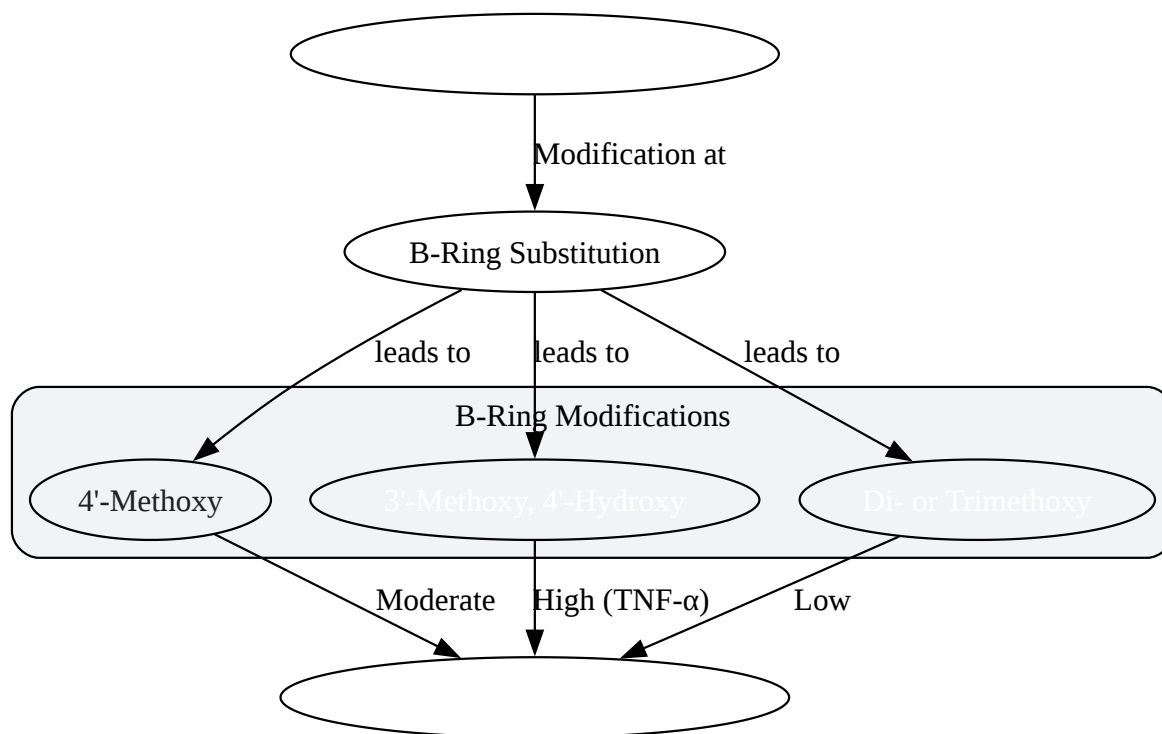 Modification at
B-Ring Substitution
leads to
leads to
leads to
B-Ring Modifications
4'-Methoxy
3'-Methoxy, 4'-Hydroxy
Di- or Trimethoxy
Moderate
High (TNF-α)
Low